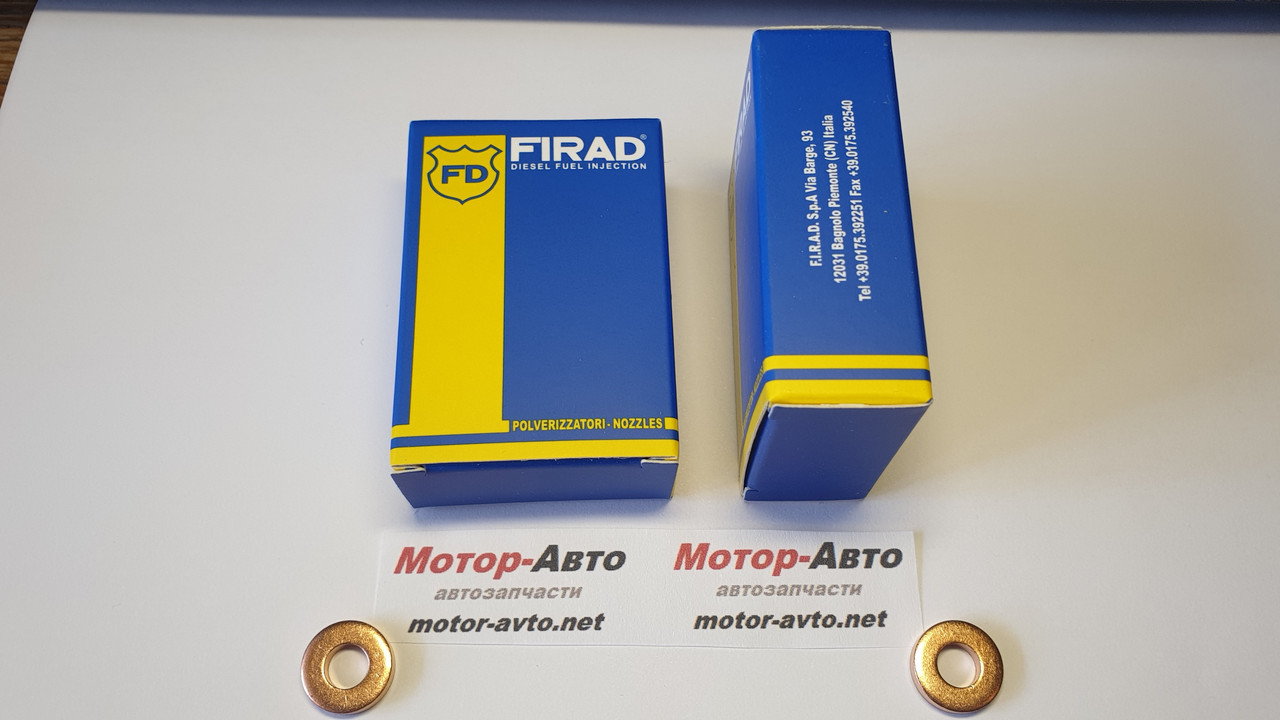 FD
FIRAD®
DIESEL FUEL INJECTION
POLVERIZZATORI - NOZZLES
F.I.R.A.D. S.p.A Via Barge, 93
12031 Bagnolo Piemonte (CN) Italia
Tel +39.0175.392251 Fax +39.0175.392540
Мотор-Авто
автозапчасти
motor-avto.net
Мотор-Авто
автозапчасти
motor-avto.net